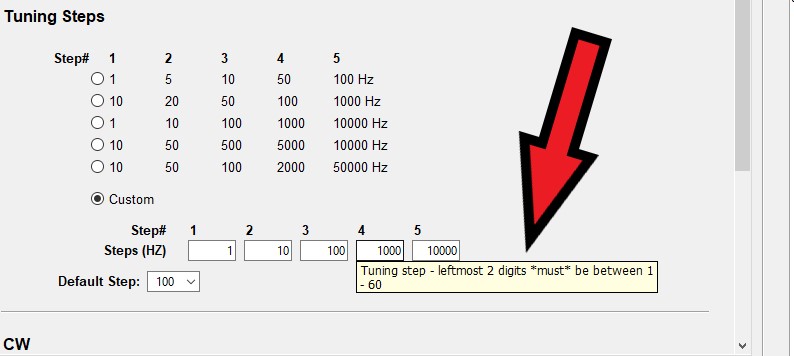 Tuning Steps
Step# 1 2 3 4 5
1 5 10 50 100 Hz
10 20 50 100 1000 Hz
1 10 100 1000 10000 Hz
10 50 500 5000 10000 Hz
10 50 100 2000 50000 Hz
Custom
Step# 1 2 3 4 5
Steps (HZ) 1 10 100 1000 10000
Tuning step - leftmost 2 digits *must* be between 1
- 60
Default Step: 100
CW